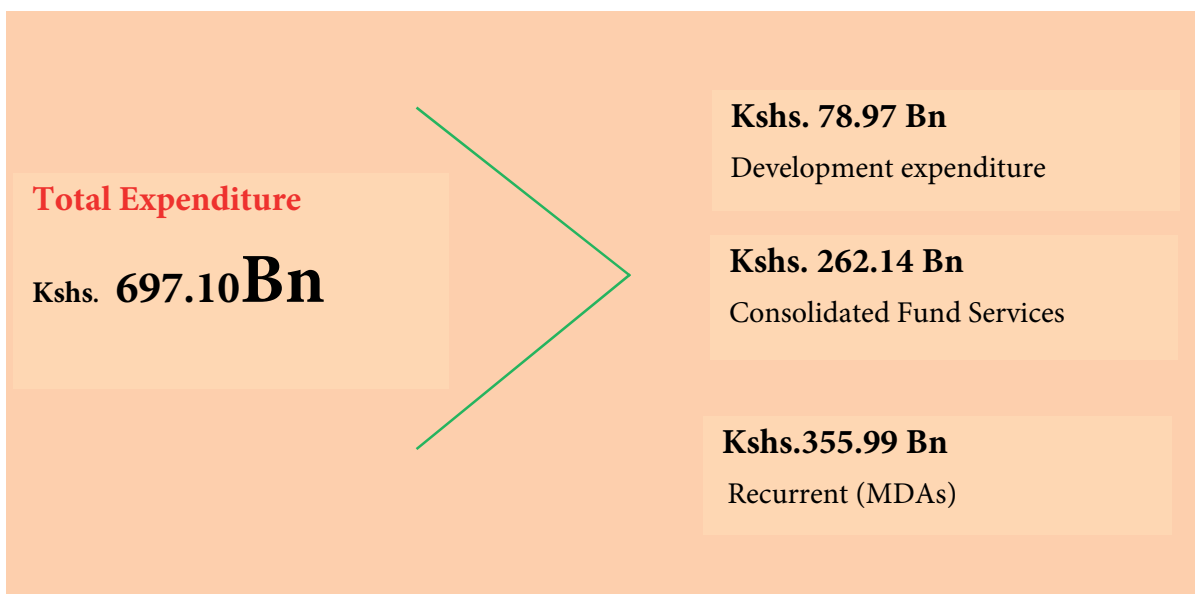 Total Expenditure
Kshs. 697.10Bn
Kshs. 78.97 Bn
Development expenditure
Kshs. 262.14 Bn
Consolidated Fund Services
Kshs.355.99 Bn
Recurrent (MDAs)